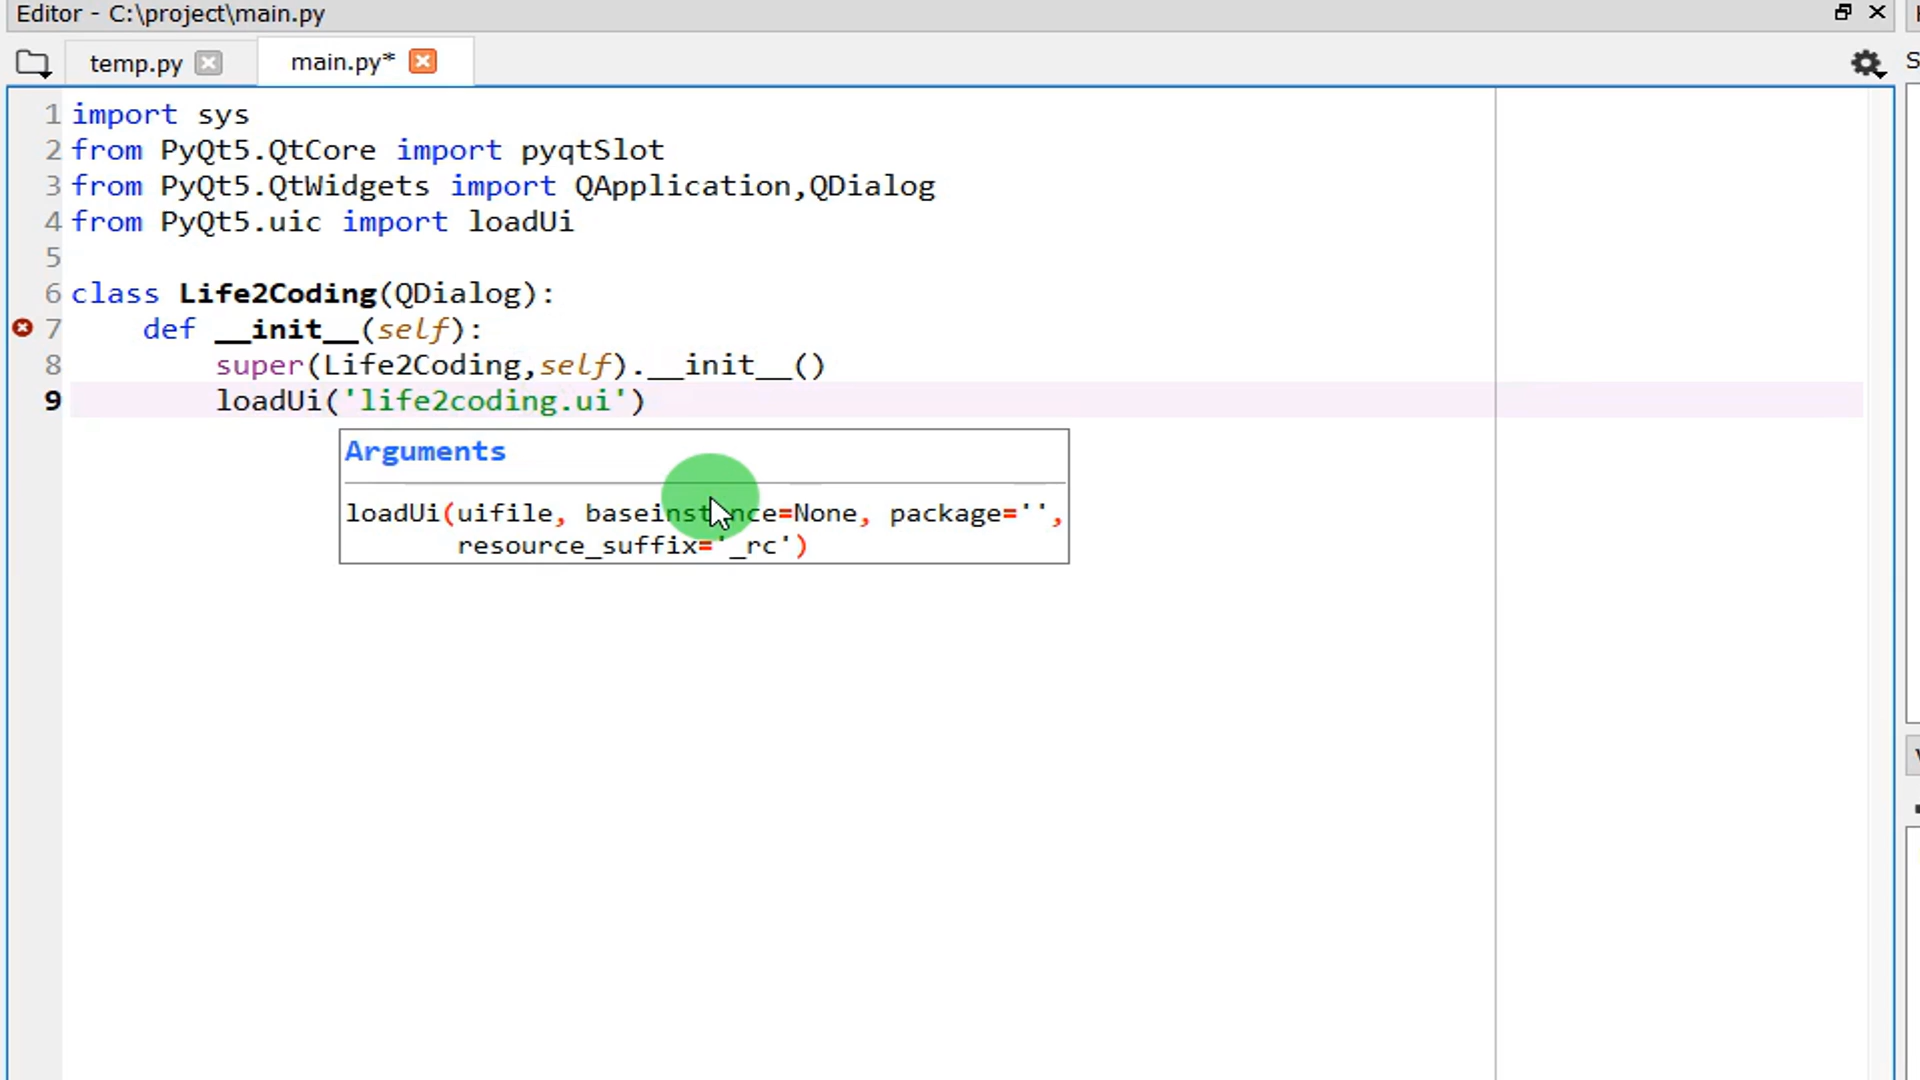 Editor - C:\project\main.py
temp.py
main.py*
S
1 import sys
2 from PyQt5.QtCore import pyqtSlot
3 from PyQt5.QtWidgets import QApplication,QDialog
4 from PyQt5.uic import loadUi
5
6 class Life2Coding(QDialog):
7     def __init__(self):
8         super(Life2Coding,self).__init__()
9         loadUi('life2coding.ui')
Arguments
loadUi(uifile, baseinstance=None, package='',
resource_suffix='_rc')